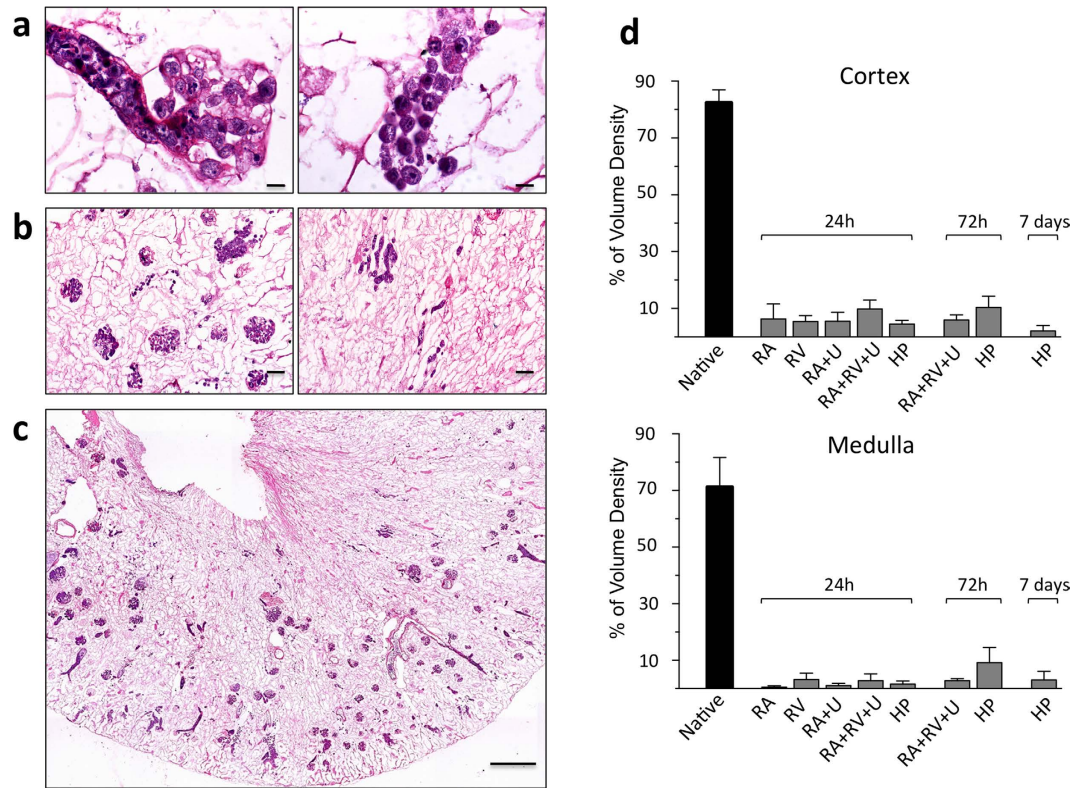 a
b
c
d
Cortex
% of Volume Density
90
70
50
30
10
24h
72h
7 days
Native
RA
RV
RA+U
RA+RV+U
HP
RA+RV+U
HP
HP
Medulla
% of Volume Density
90
70
50
30
10
24h
72h
7 days
Native
RA
RV
RA+U
RA+RV+U
HP
RA+RV+U
HP
HP